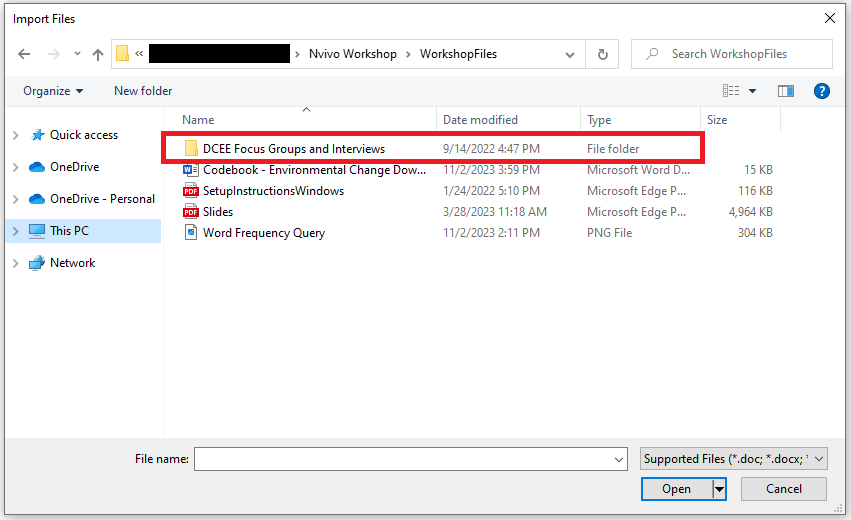 Import Files
« Nvivo Workshop > WorkshopFiles
Search WorkshopFiles
Organize New folder
?
Name Date modified Type Size
Quick access
OneDrive
OneDrive - Personal
This PC
Network
DCEE Focus Groups and Interviews 9/14/2022 4:47 PM File folder
Codebook - Environmental Change Dow... 11/2/2023 3:59 PM Microsoft Word D... 15 KB
PDF SetupInstructionsWindows 1/24/2022 5:10 PM Microsoft Edge P... 116 KB
PDF Slides 3/28/2023 11:18 AM Microsoft Edge P... 4,964 KB
Word Frequency Query 11/2/2023 2:11 PM PNG File 304 KB
File name:
Supported Files (*.doc; *.docx; *
Open Cancel